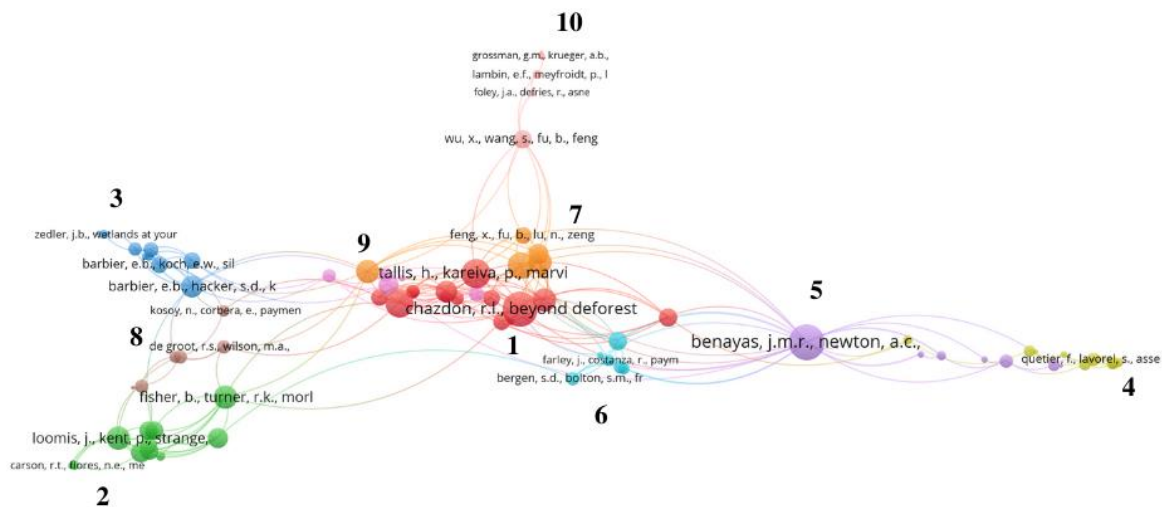 10
grossman, g.m., krueger, a.b.,
lambin, e.f., meyfroidt, p., l
foley, j.a., defries, r., asne
wu, x., wang, s., fu, b., feng
3
7
zedler, j.b., wetlands at your
feng, x., fu, b., lu, n., zeng
9
barbier, e.b., koch, e.w., sil
tallis, h., kareiva, p., marvi
barbier, e.b., hacker, s.d., k
5
kosoy, n., corbera, e., paymen
chazdon, r.l., beyond deforest
8
de groot, r.s., wilson, m.a.,
1
benayas, j.m.r., newton, a.c.,
farley, j., costanza, r., paym
quetier, f., lavorel, s., asse
bergen, s.d., bolton, s.m., fr
4
fisher, b., turner, r.k., morl
6
loomis, j., kent, p., strange,
carson, r.t., flores, n.e., me
2